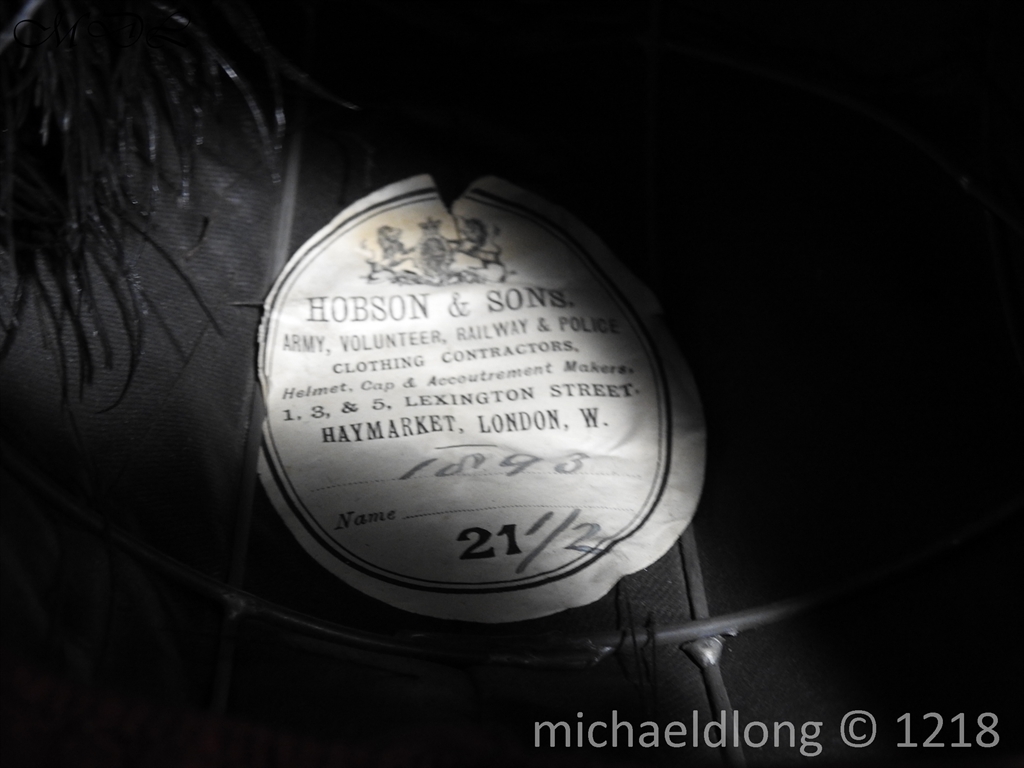 MDL
HOBSON & SONS.
ARMY, VOLUNTEER, RAILWAY & POLICE
CLOTHING CONTRACTORS,
Helmet, Cap & Accoutrement Makers,
1, 3, & 5, LEXINGTON STREET.
HAYMARKET, LONDON, W.
1893
Name
21 1/2
michaeldlong © 1218